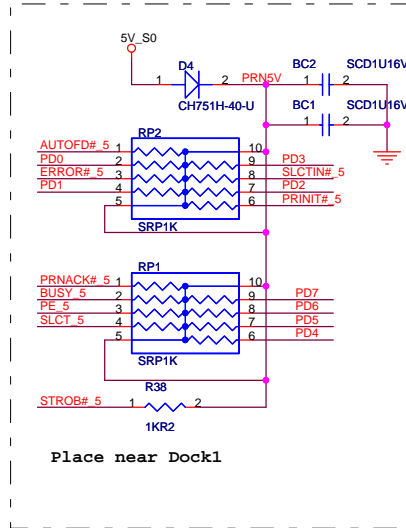 5V_S0
D4
BC2 SCD1U16V
1 2 PRN5V 1 2
CH751H-40-U
BC1 SCD1U16V
1 2
RP2
AUTOFD#_5 1 10
PD0 2 9 PD3
ERROR#_5 3 8 SLCTIN#_5
PD1 4 7 PD2
5 6 PRINIT#_5
SRP1K
RP1
PRNACK#_5 1 10
BUSY_5 2 9 PD7
PE_5 3 8 PD6
SLCT_5 4 7 PD5
5 6 PD4
SRP1K
R38
STROB#_5 1 2
1KR2
Place near Dock1